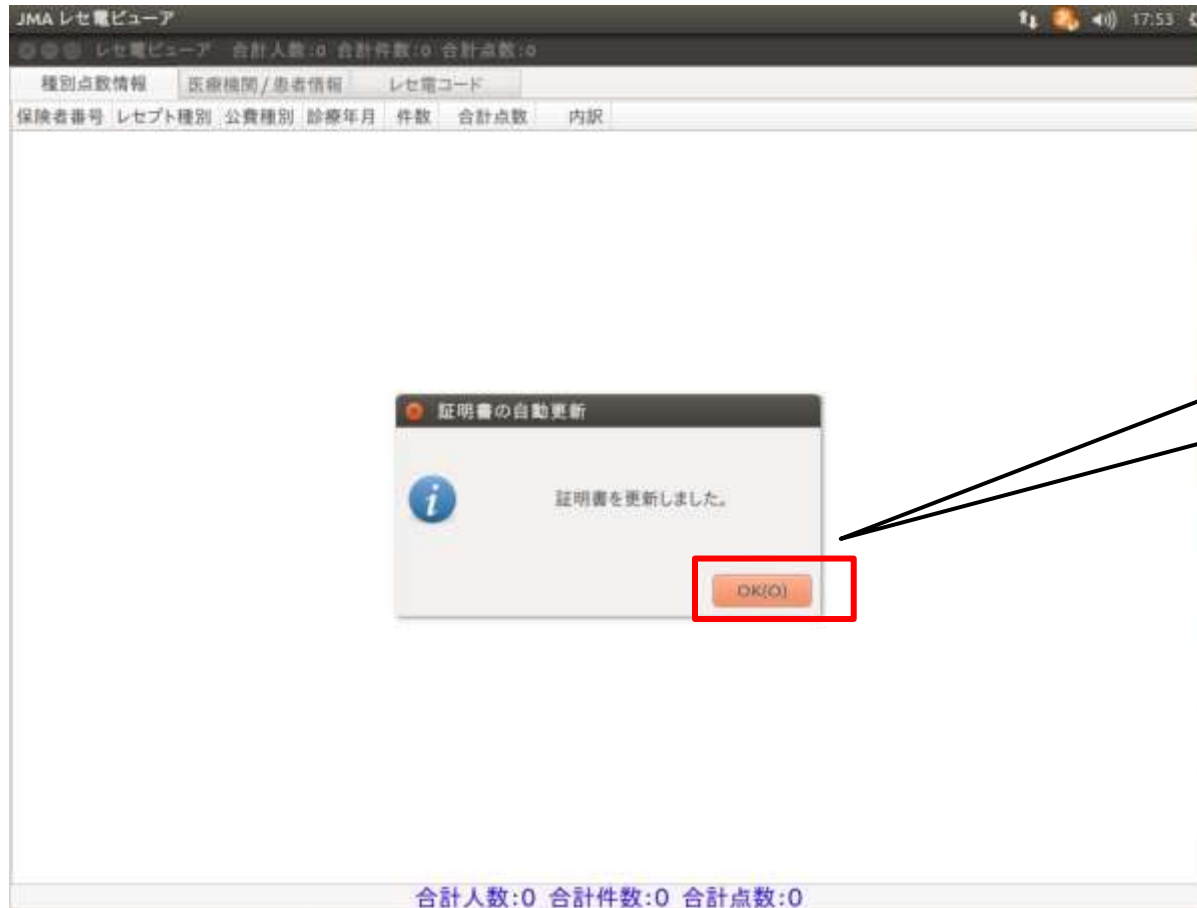 JMA レセ電ビューア 17:53
レセ電ビューア 合計人数:0 合計件数:0 合計点数:0
種別点数情報 医療機関/患者情報 レセ電コード
保険者番号 レセプト種別 公費種別 診療年月 件数 合計点数 内訳
証明書の自動更新
証明書を更新しました。
OK(O)
合計人数:0 合計件数:0 合計点数:0